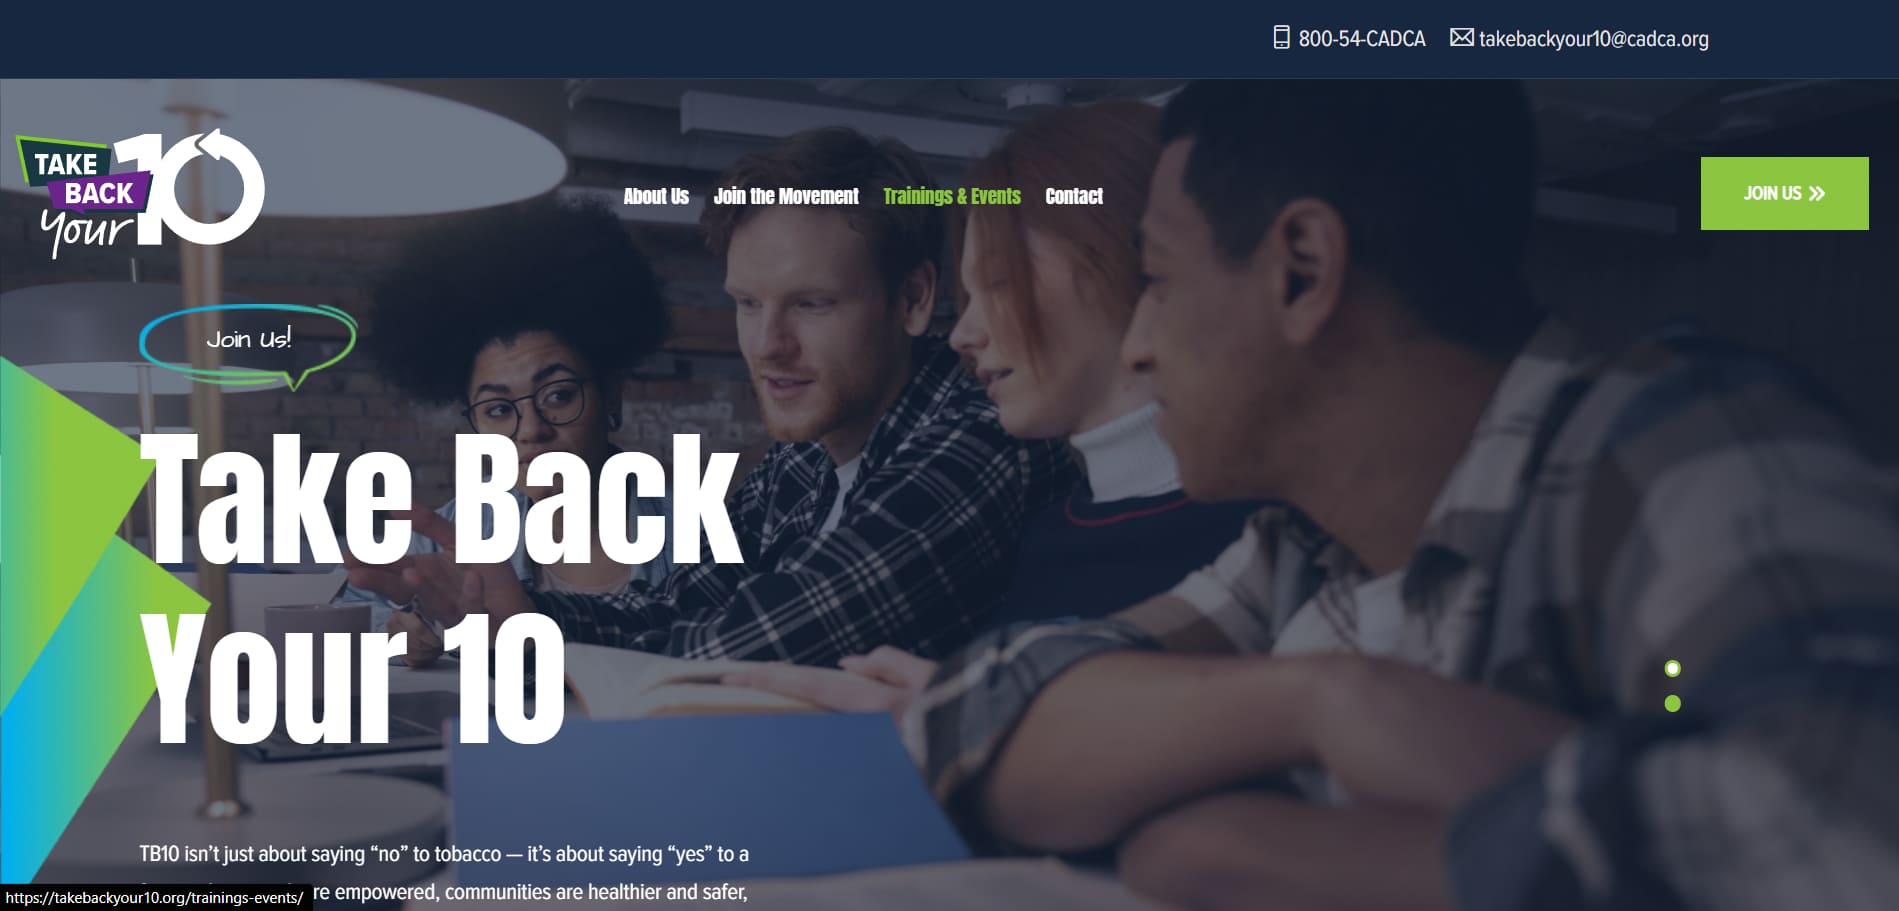 800-54-CADCA takebackyour10@cadca.org
TAKE
BACK
Your 10
About Us Join the Movement Trainings & Events Contact
JOIN US
Join Us!
Take Back
Your 10
TB10 isn't just about saying “no” to tobacco — it's about saying “yes” to a
re empowered, communities are healthier and safer,
https://takebackyour10.org/trainings-events/